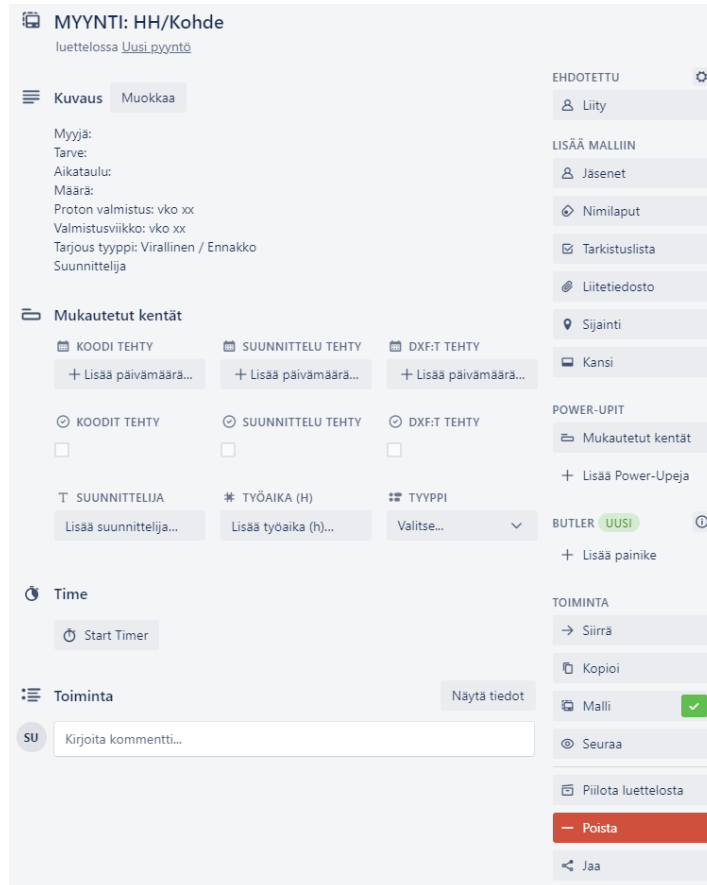 MYYNTI: HH/Kohde
luettelossa Uusi pyyntö
Kuvaus Muokkaa
Myyjä:
Tarve:
Aikataulu:
Määrä:
Proton valmistus: vko xx
Valmistusviikko: vko xx
Tarjous tyyppi: Virallinen / Ennakko
Suunnittelija
Mukautetut kentät
KOODI TEHTY SUUNNITTELU TEHTY DXF:T TEHTY
+ Lisää päivämäärä... + Lisää päivämäärä... + Lisää päivämäärä...
KOODIT TEHTY SUUNNITTELU TEHTY DXF:T TEHTY
T SUUNNITTELIJA # TYÖAIKA (H) TYYPPI
Lisää suunnittelija... Lisää työaika (h)... Valitse...
Time
Start Timer
Toiminta Näytä tiedot
SU Kirjoita kommentti...
EHDOTETTU
Liity
LISÄÄ MALLIIN
Jäsenet
Nimilaput
Tarkistuslista
Liitetiedosto
Sijainti
Kansi
POWER-UPIT
Mukautetut kentät
+ Lisää Power-Upeja
BUTLER UUSI
+ Lisää painike
TOIMINTA
Siirrä
Kopioi
Malli
Seuraa
Piilota luettelosta
Poista
Jaa